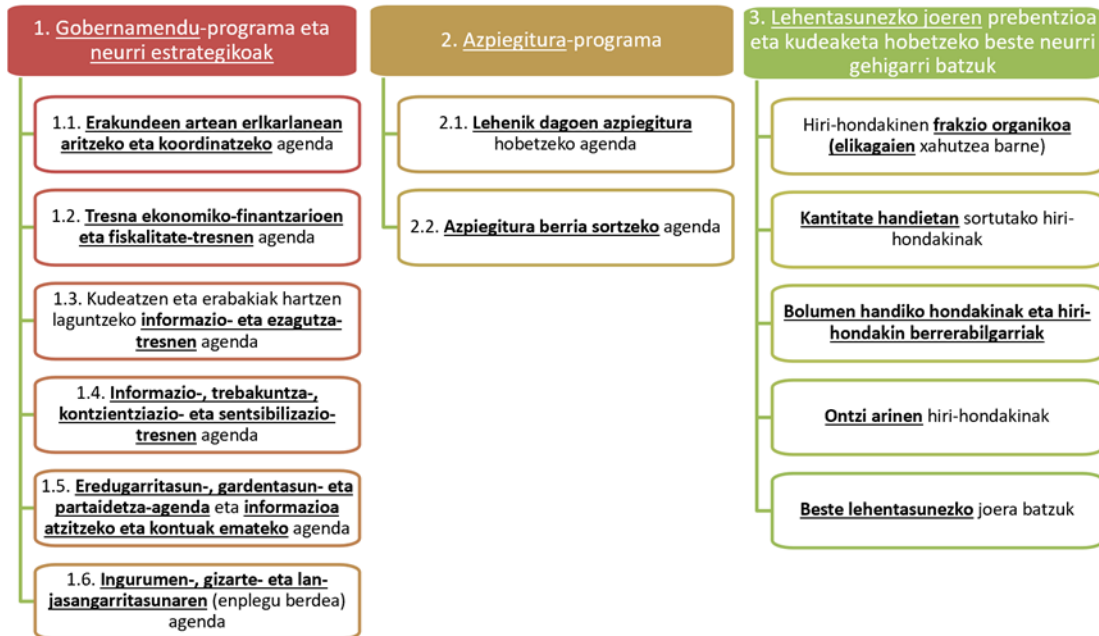 1. Gobernamendu-programa eta
neurri estrategikoak
1.1. Erakundeen artean erlkarlanean
aritzeko eta koordinatzeko agenda
1.2. Tresna ekonomiko-finantzarioen
eta fiskalitate-tresnen agenda
1.3. Kudeatzen eta erabakiak hartzen
laguntzeko informazio- eta ezagutza-
tresnen agenda
1.4. Informazio-, trebakuntza-,
kontzientziazio- eta sentsibilizazio-
tresnen agenda
1.5. Eredugarritasun-, gardentasun- eta
partaidetza-agenda eta informazioa
atzitzeko eta kontuak emateko agenda
1.6. Ingurumen-, gizarte- eta lan-
jasangarritasunaren (enplegu berdea)
agenda
2. Azpiegitura-programa
2.1. Lehenik dagoen azpiegitura
hobetzeko agenda
2.2. Azpiegitura berria sortzeko agenda
3. Lehentasunezko joeren prebentzioa
eta kudeaketa hobetzeko beste neurri
gehigarri batzuk
Hiri-hondakinen frakzio organikoa
(elikagaien xahutzea barne)
Kantitate handietan sortutako hiri-
hondakinak
Bolumen handiko hondakinak eta hiri-
hondakin berrerabilgarriak
Ontzi arinen hiri-hondakinak
Beste lehentasunezko joera batzuk